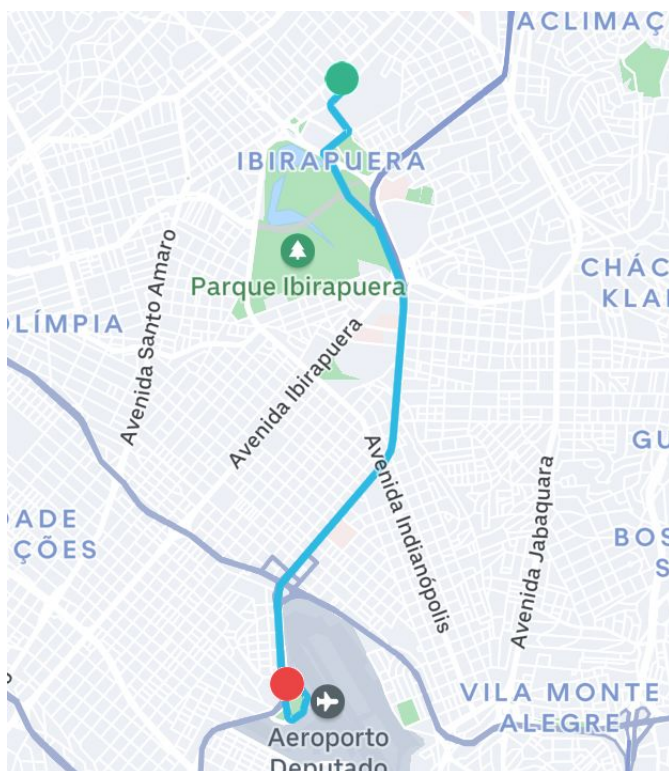 ACLIMAÇ
IBIRAPUERA
Parque Ibirapuera
CHÁC
KLA
OLÍMPIA
Avenida Santo Amaro
Avenida Ibirapuera
Avenida Indianópolis
Avenida Jabaquara
GU
DADE
ÇÕES
BOS
S
VILA MONTE
ALEGRE
Aeroporto
Deputado